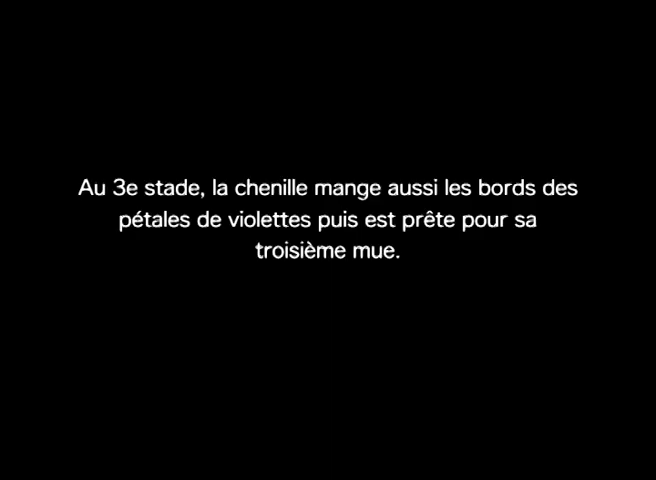 Au 3e stade, la chenille mange aussi les bords des
pétales de violettes puis est prête pour sa
troisième mue.